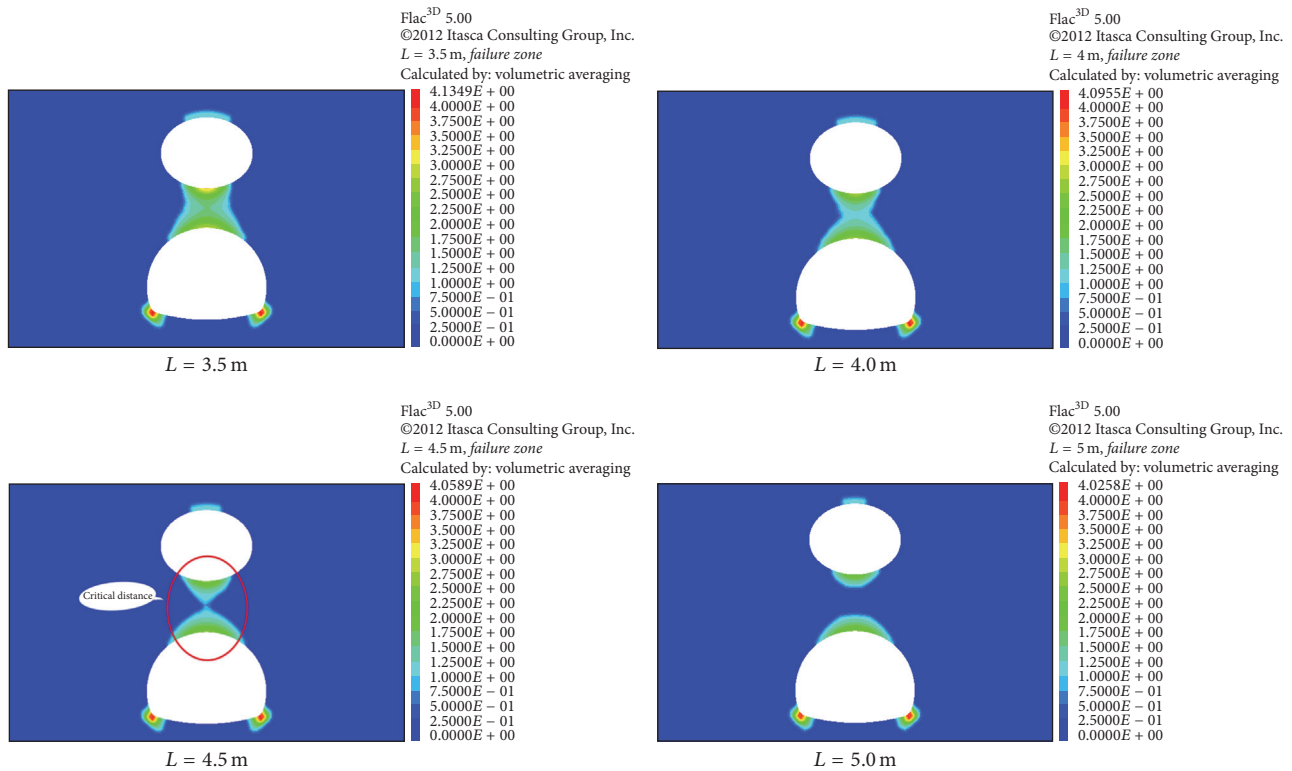 Flac3D 5.00
©2012 Itasca Consulting Group, Inc.
L = 3.5 m, failure zone
Calculated by: volumetric averaging
4.1349E + 00
4.0000E + 00
3.7500E + 00
3.5000E + 00
3.2500E + 00
3.0000E + 00
2.7500E + 00
2.5000E + 00
2.2500E + 00
2.0000E + 00
1.7500E + 00
1.5000E + 00
1.2500E + 00
1.0000E + 00
7.5000E − 01
5.0000E − 01
2.5000E − 01
0.0000E + 00
L = 3.5 m
Flac3D 5.00
©2012 Itasca Consulting Group, Inc.
L = 4 m, failure zone
Calculated by: volumetric averaging
4.0955E + 00
4.0000E + 00
3.7500E + 00
3.5000E + 00
3.2500E + 00
3.0000E + 00
2.7500E + 00
2.5000E + 00
2.2500E + 00
2.0000E + 00
1.7500E + 00
1.5000E + 00
1.2500E + 00
1.0000E + 00
7.5000E − 01
5.0000E − 01
2.5000E − 01
0.0000E + 00
L = 4.0 m
Flac3D 5.00
©2012 Itasca Consulting Group, Inc.
L = 4.5 m, failure zone
Calculated by: volumetric averaging
4.0589E + 00
4.0000E + 00
3.7500E + 00
3.5000E + 00
3.2500E + 00
3.0000E + 00
2.7500E + 00
2.5000E + 00
2.2500E + 00
2.0000E + 00
1.7500E + 00
1.5000E + 00
1.2500E + 00
1.0000E + 00
7.5000E − 01
5.0000E − 01
2.5000E − 01
0.0000E + 00
Critical distance
L = 4.5 m
Flac3D 5.00
©2012 Itasca Consulting Group, Inc.
L = 5 m, failure zone
Calculated by: volumetric averaging
4.0258E + 00
4.0000E + 00
3.7500E + 00
3.5000E + 00
3.2500E + 00
3.0000E + 00
2.7500E + 00
2.5000E + 00
2.2500E + 00
2.0000E + 00
1.7500E + 00
1.5000E + 00
1.2500E + 00
1.0000E + 00
7.5000E − 01
5.0000E − 01
2.5000E − 01
0.0000E + 00
L = 5.0 m